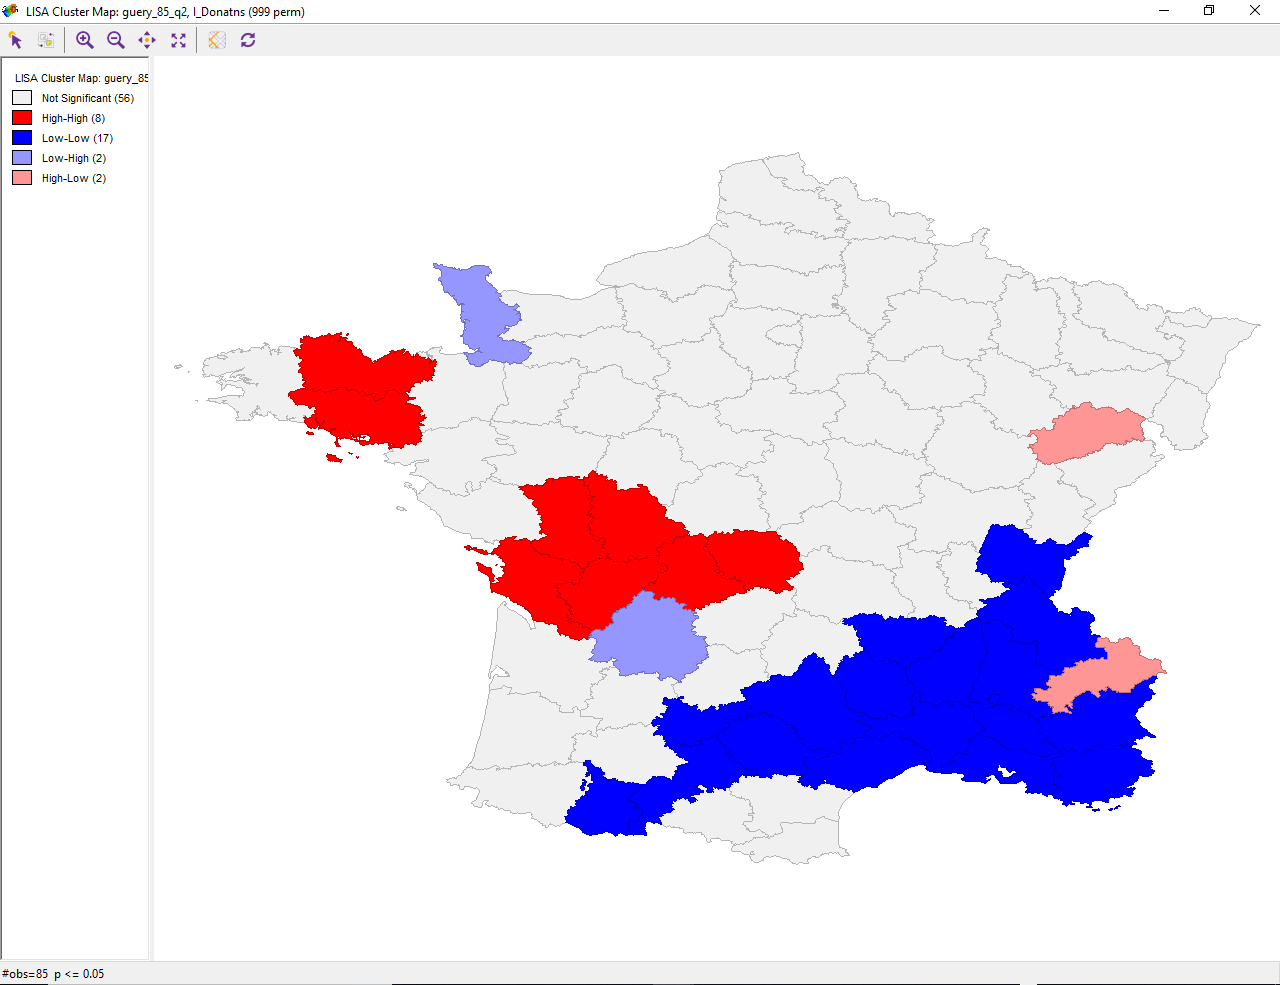 LISA Cluster Map: guery_85_q2, I_Donatns (999 perm)
LISA Cluster Map: guery_85
Not Significant (56)
High-High (8)
Low-Low (17)
Low-High (2)
High-Low (2)
#obs=85 p <= 0.05